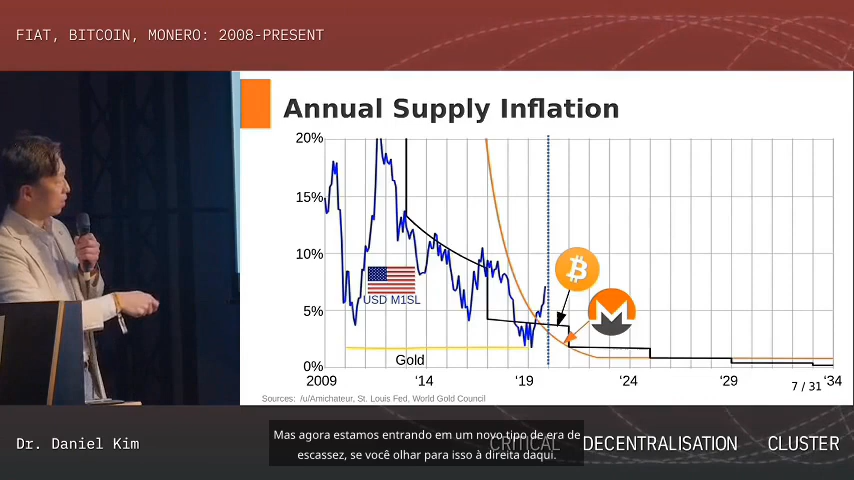 FIAT, BITCOIN, MONERO: 2008-PRESENT
Annual Supply Inflation
20%
15%
10%
5%
0%
USD M1SL
Gold
2009
'14
'19
'24
'29
'34
7 / 31
Sources: /u/Amichateur, St. Louis Fed, World Gold Council
Dr. Daniel Kim
CRITICAL DECENTRALISATION CLUSTER
Mas agora estamos entrando em um novo tipo de era de
escassez, se você olhar para isso à direita daqui.